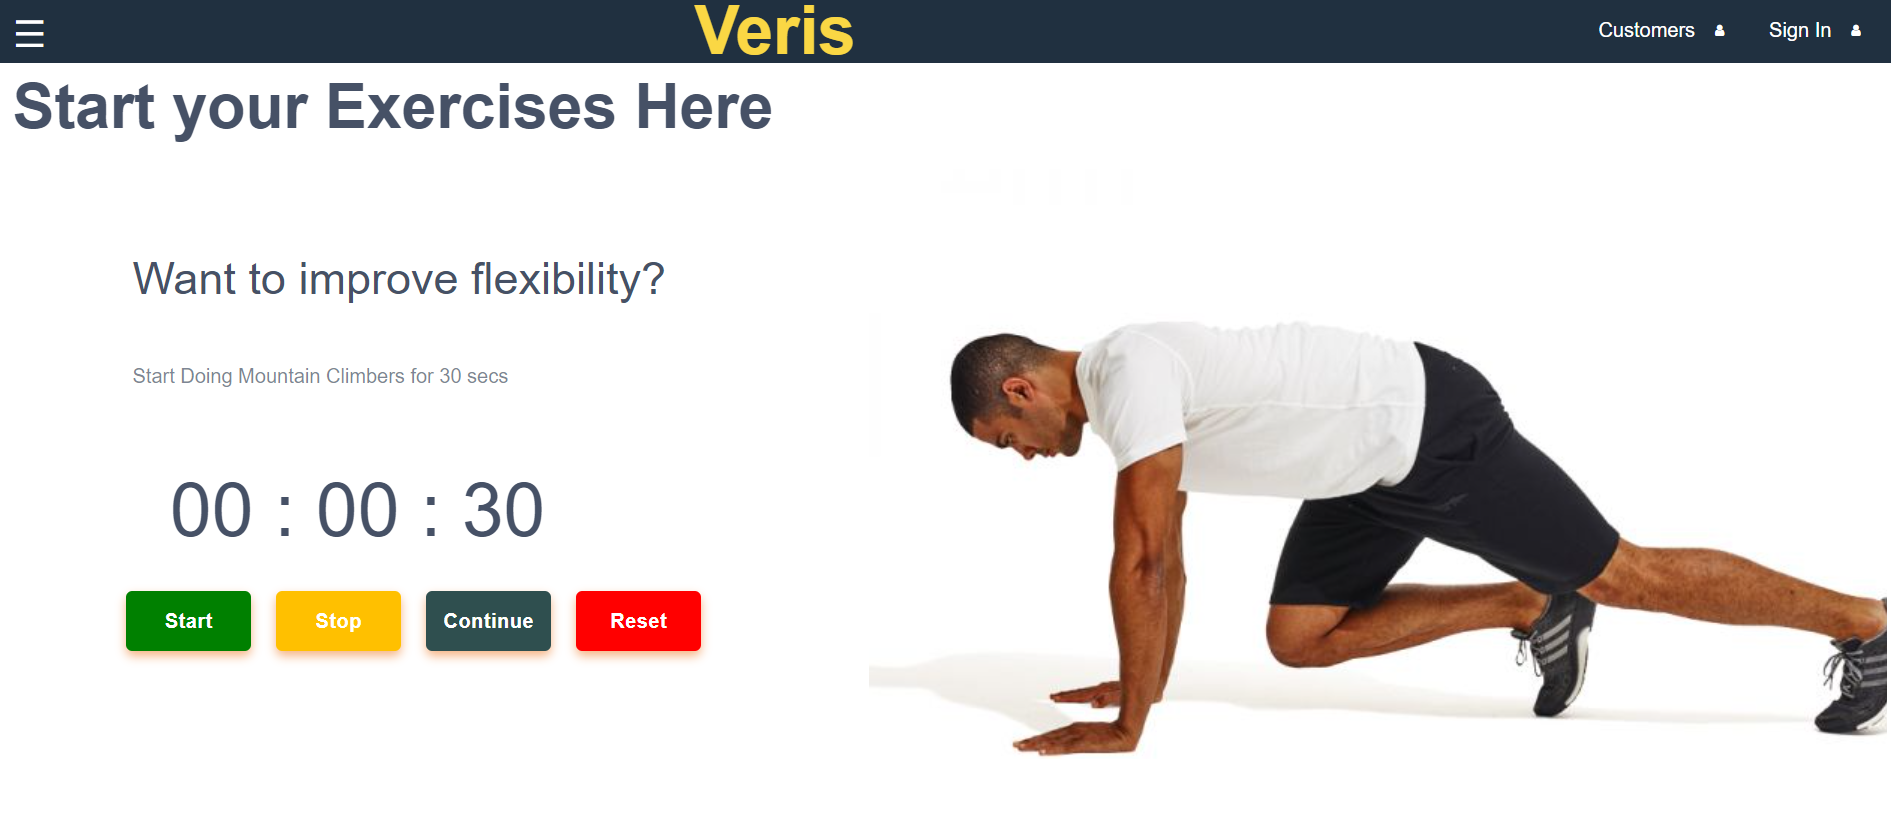 Veris
Customers
Sign In
Start your Exercises Here
Want to improve flexibility?
Start Doing Mountain Climbers for 30 secs
00 : 00 : 30
Start
Stop
Continue
Reset